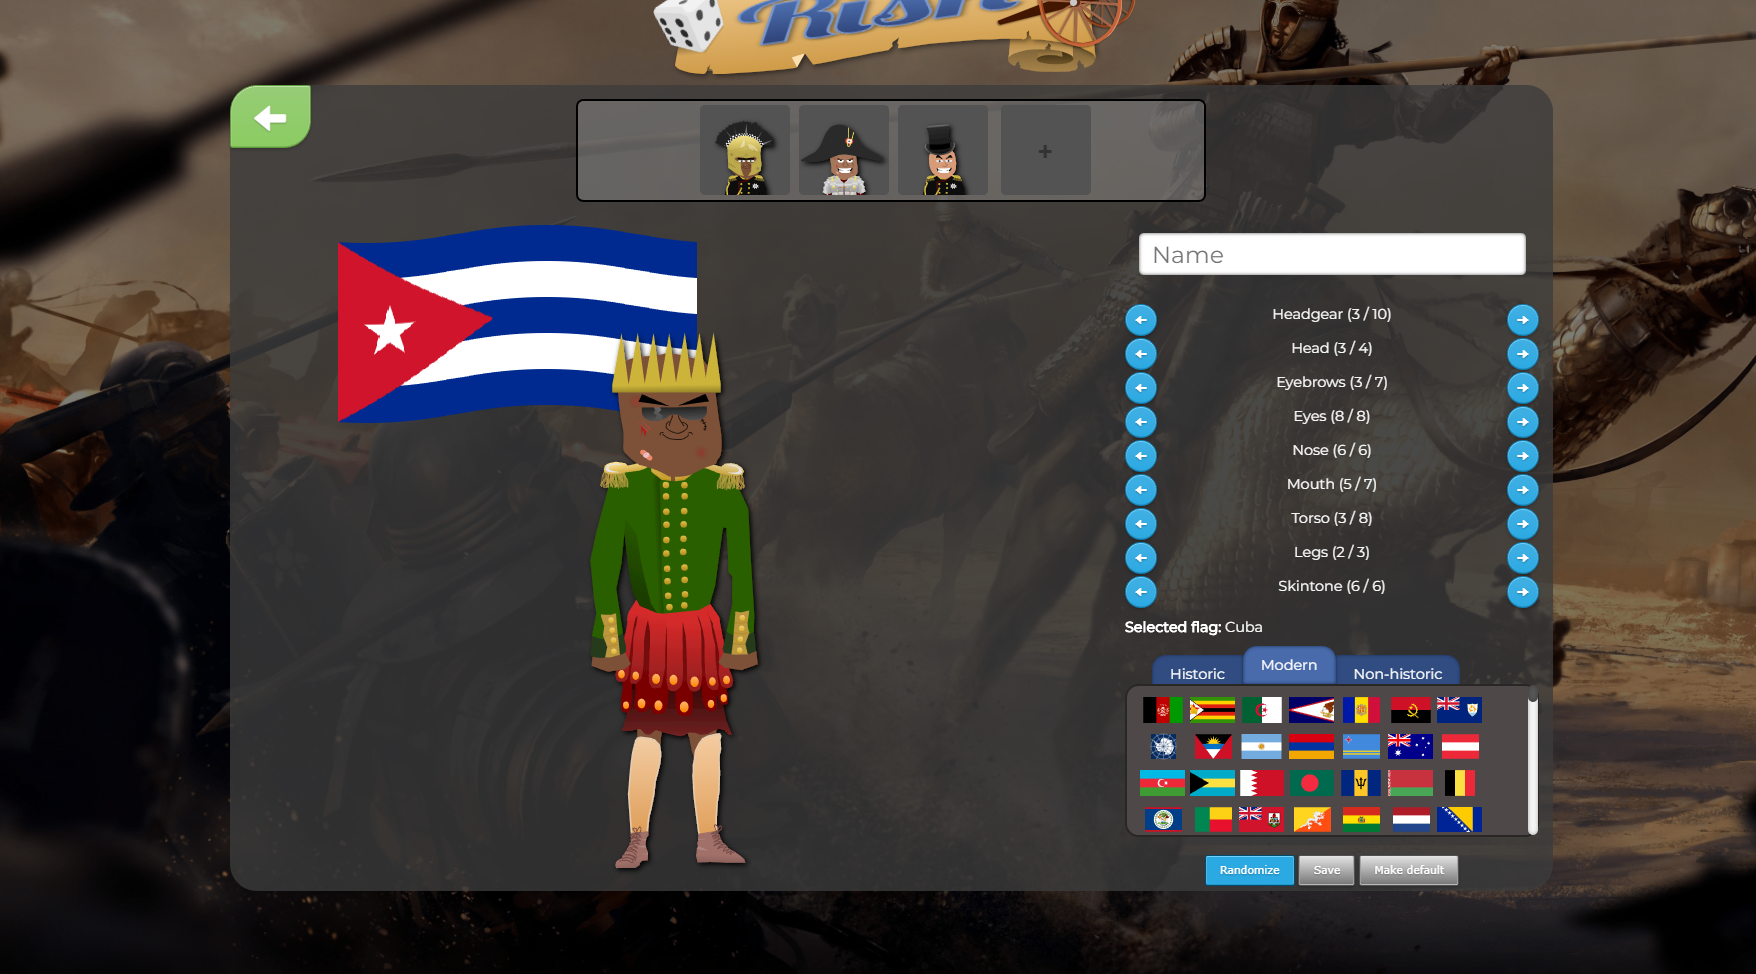 Risk
+
Name
Headgear (3 / 10)
Head (3 / 4)
Eyebrows (3 / 7)
Eyes (8 / 8)
Nose (6 / 6)
Mouth (5 / 7)
Torso (3 / 8)
Legs (2 / 3)
Skintone (6 / 6)
Selected flag: Cuba
Historic Modern Non-historic
Randomize Save Make default